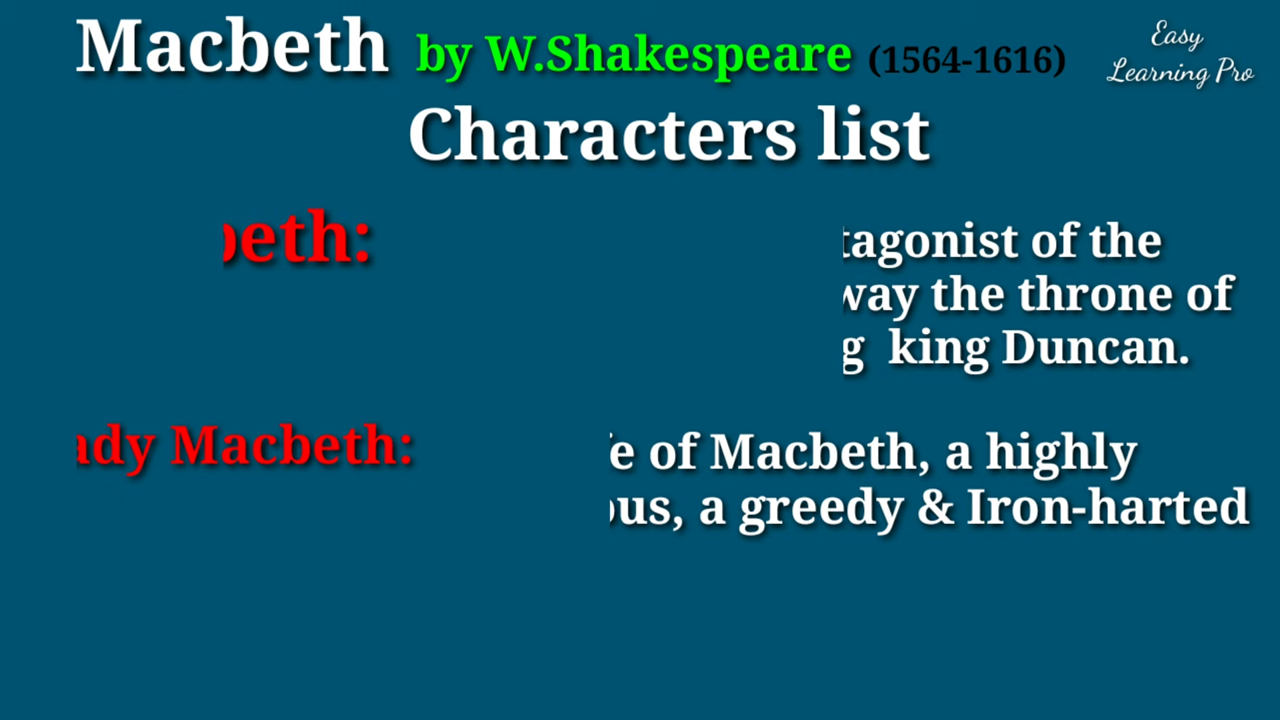 Macbeth by W.Shakespeare (1564-1616)
Easy
Learning Pro
Characters list
beth:
tagonist of the
way the throne of
g king Duncan.
ady Macbeth:
e of Macbeth, a highly
ous, a greedy & Iron-harted